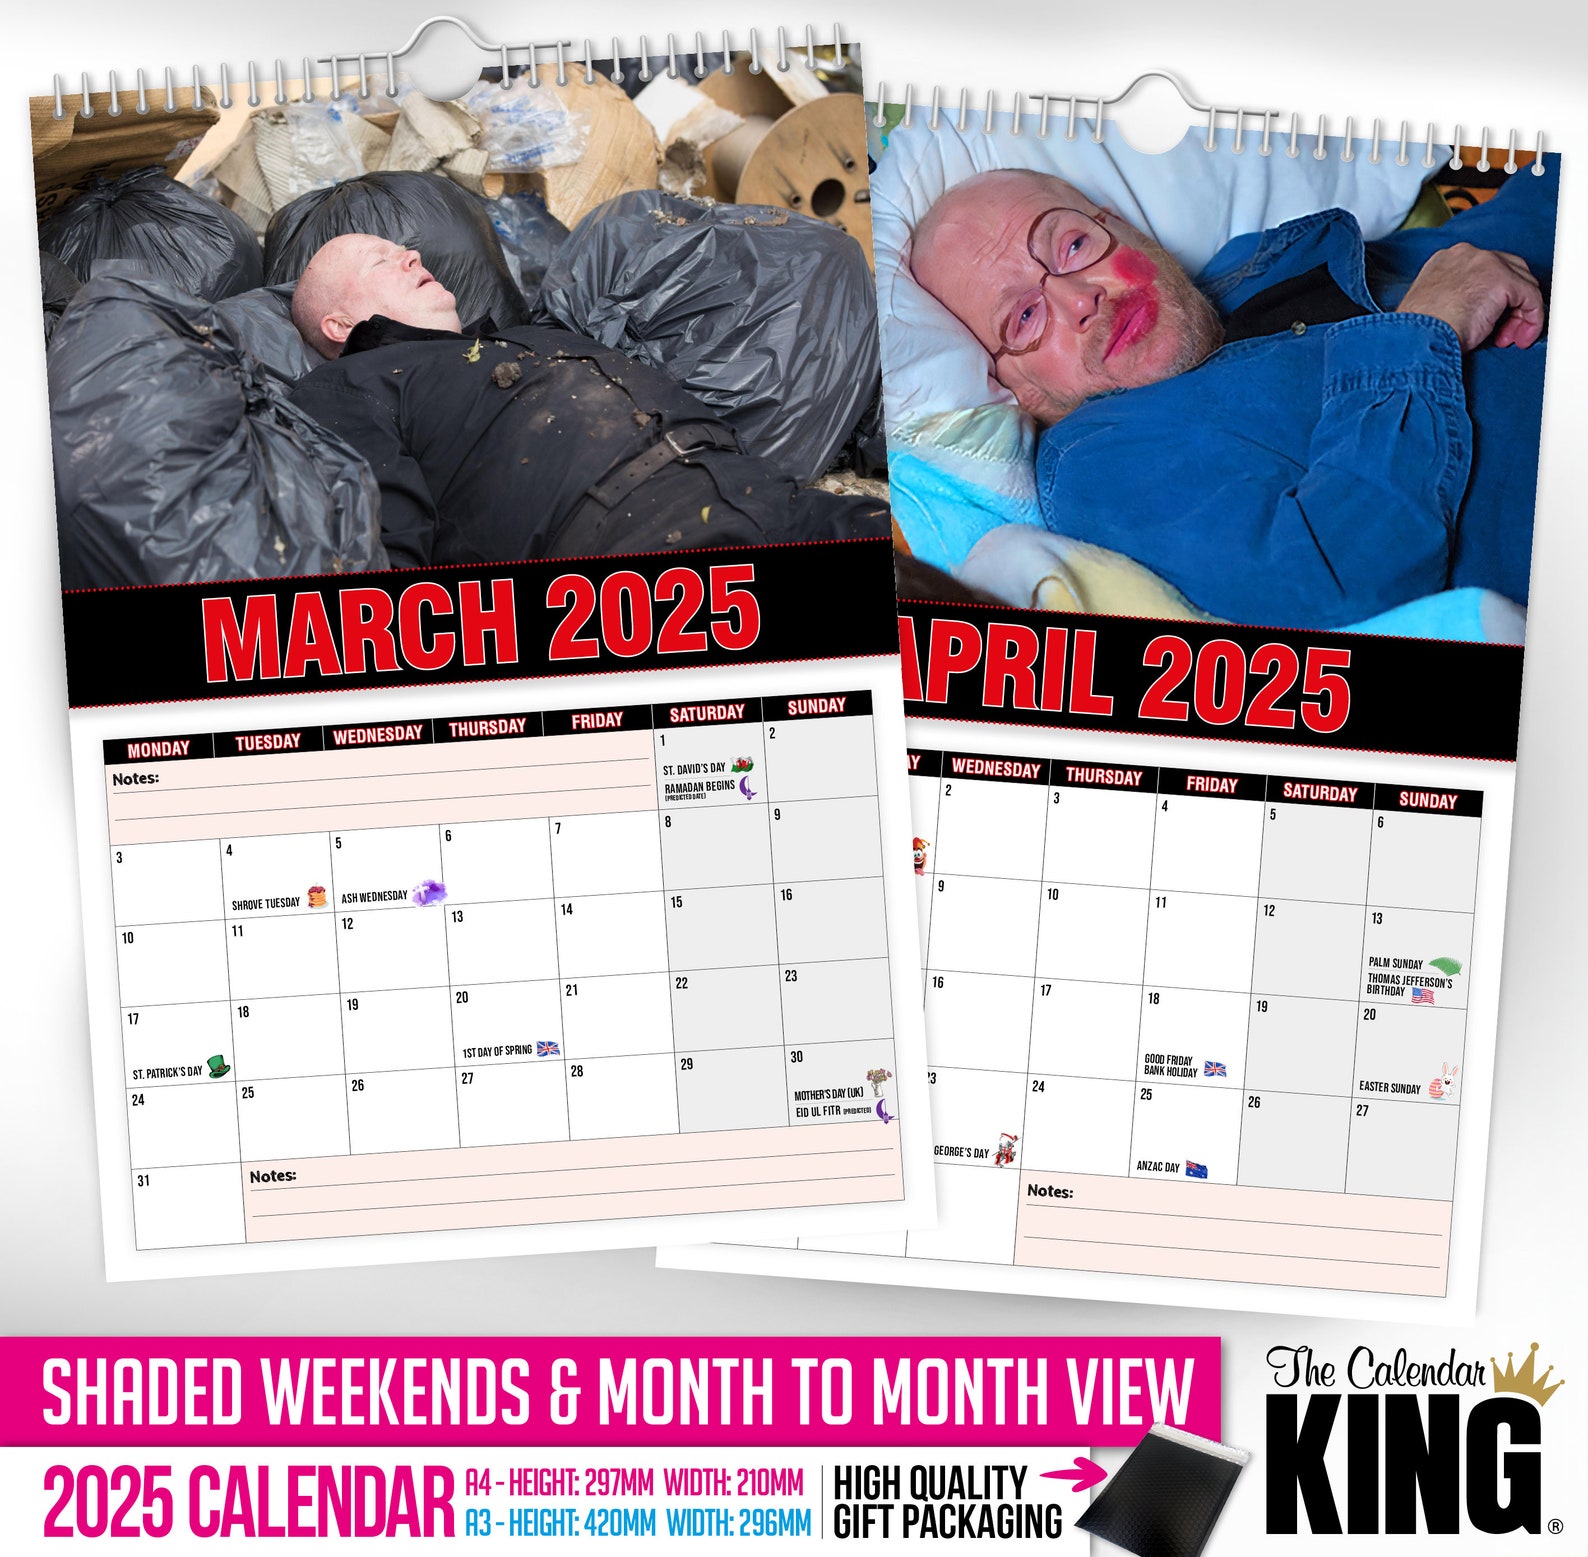 MARCH 2025
MONDAY TUESDAY WEDNESDAY THURSDAY FRIDAY SATURDAY SUNDAY
Notes:
1
ST. DAVID'S DAY
RAMADAN BEGINS
(PREDICTED DATE)
2
3
4
SHROVE TUESDAY
5
ASH WEDNESDAY
6
7
8
9
10
11
12
13
14
15
16
17
ST. PATRICK'S DAY
18
19
20
1ST DAY OF SPRING
21
22
23
24
25
26
27
28
29
30
MOTHER'S DAY (UK)
EID UL FITR (PREDICTED)
31
Notes:
APRIL 2025
AY WEDNESDAY THURSDAY FRIDAY SATURDAY SUNDAY
2
3
4
5
6
9
10
11
12
13
PALM SUNDAY
THOMAS JEFFERSON'S
BIRTHDAY
16
17
18
GOOD FRIDAY
BANK HOLIDAY
19
20
EASTER SUNDAY
23
GEORGE'S DAY
24
25
ANZAC DAY
26
27
Notes:
SHADED WEEKENDS & MONTH TO MONTH VIEW
2025 CALENDAR
A4 - HEIGHT: 297MM WIDTH: 210MM
A3 - HEIGHT: 420MM WIDTH: 296MM
HIGH QUALITY
GIFT PACKAGING
The Calendar
KING®